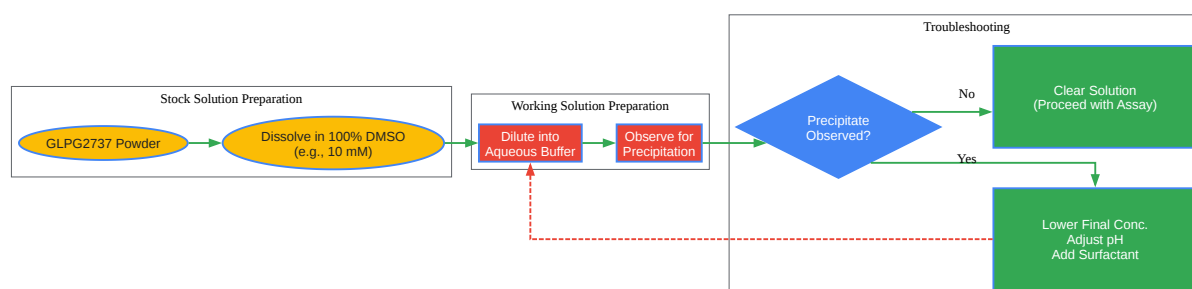 Stock Solution Preparation
GLPG2737 Powder
Dissolve in 100% DMSO
(e.g., 10 mM)
Working Solution Preparation
Dilute into
Aqueous Buffer
Observe for
Precipitation
Troubleshooting
Precipitate
Observed?
No
Clear Solution
(Proceed with Assay)
Yes
Lower Final Conc.
Adjust pH
Add Surfactant